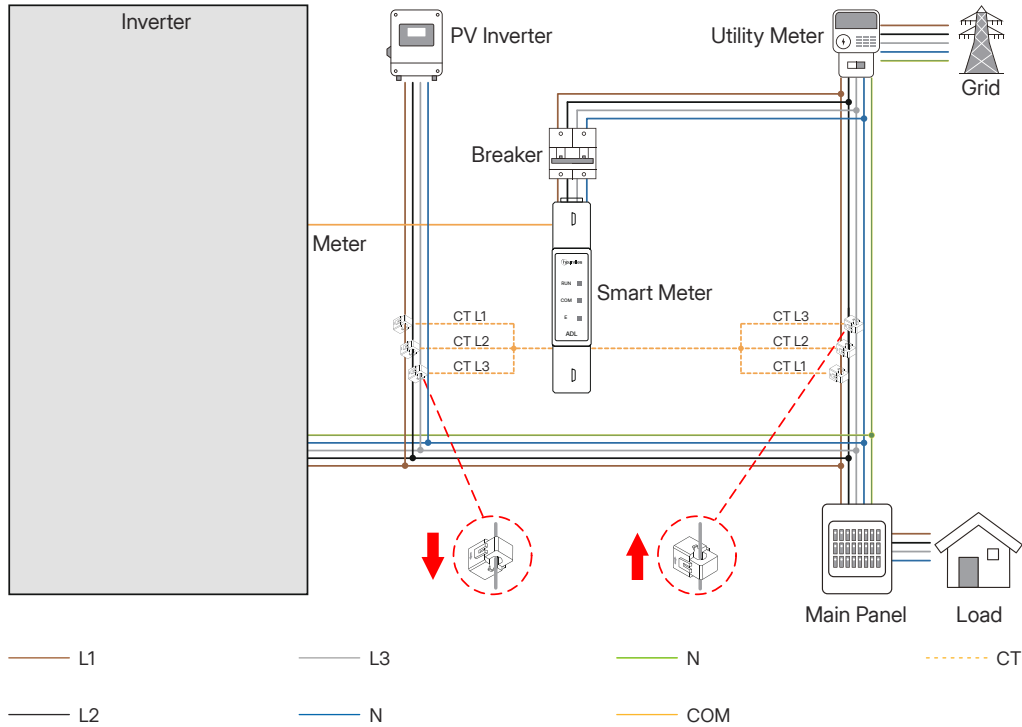 Inverter
PV Inverter
Utility Meter
Grid
Breaker
Meter
RUN
COM
E
ADL
Smart Meter
CT L1
CT L2
CT L3
CT L3
CT L2
CT L1
Main Panel
Load
L1
L3
N
CT
L2
N
COM